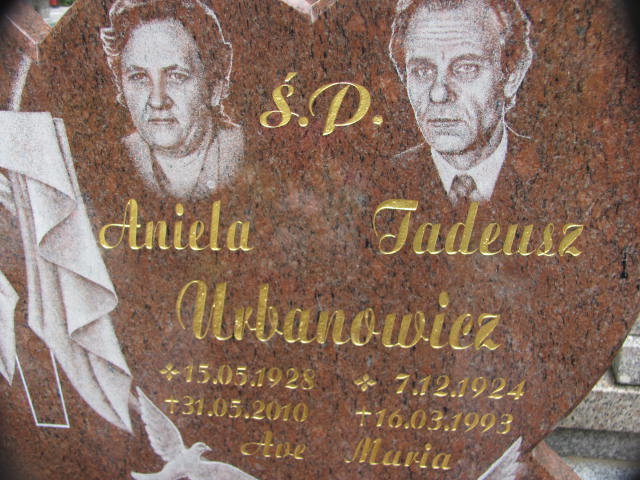 Ś.P.
Aniela Tadeusz
Urbanowicz
15.05.1928 7.12.1924
†31.05.2010 †16.03.1993
Ave Maria